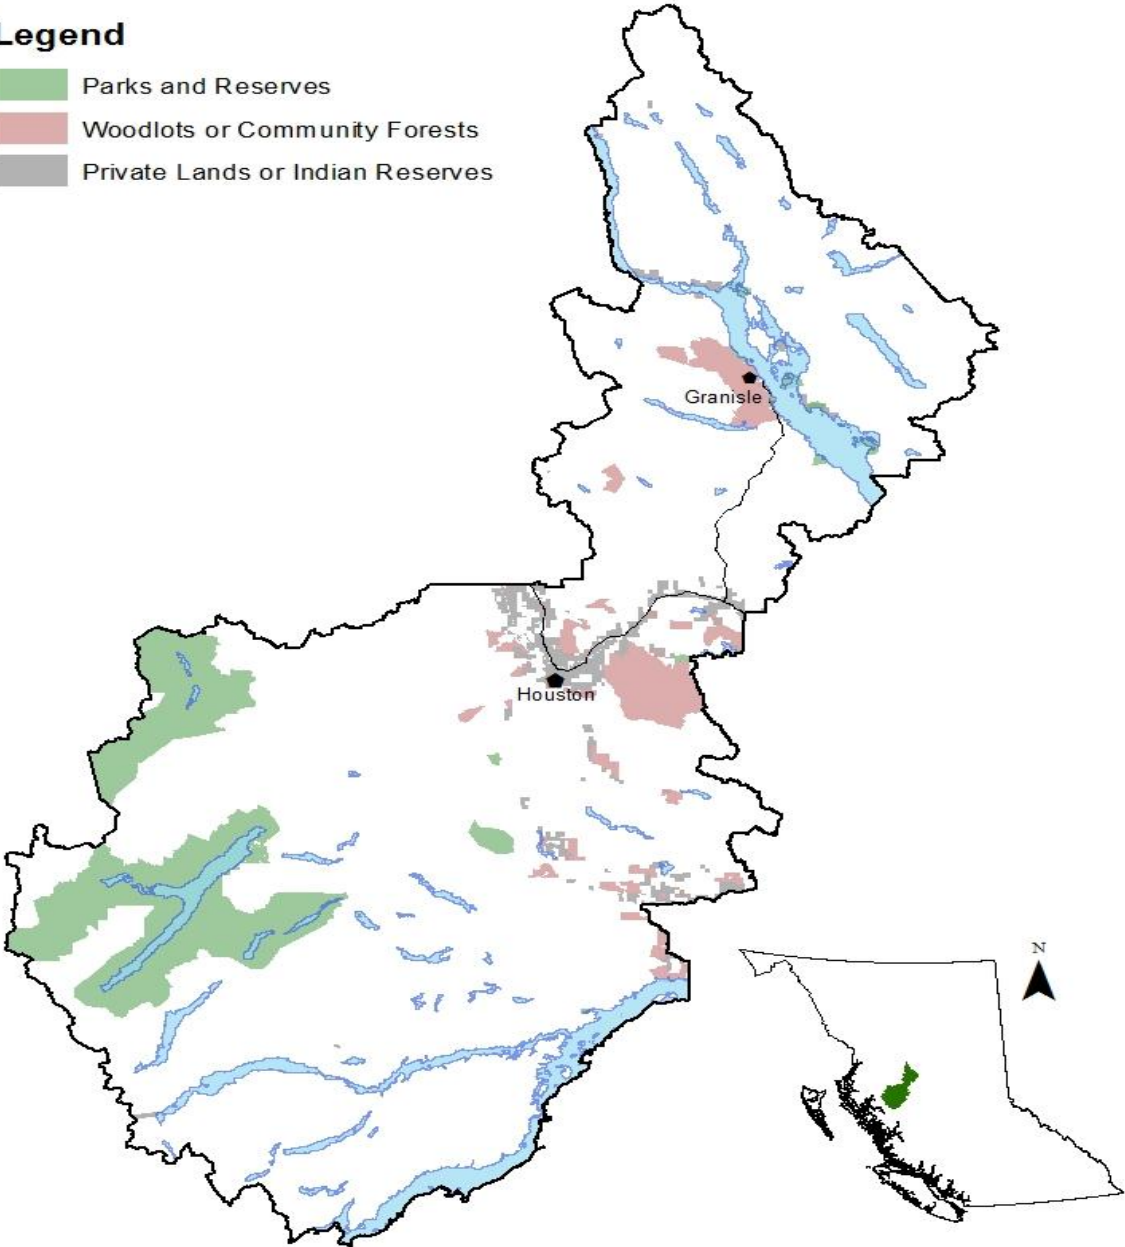 Legend
Parks and Reserves
Woodlots or Community Forests
Private Lands or Indian Reserves
Granisle
Houston
N